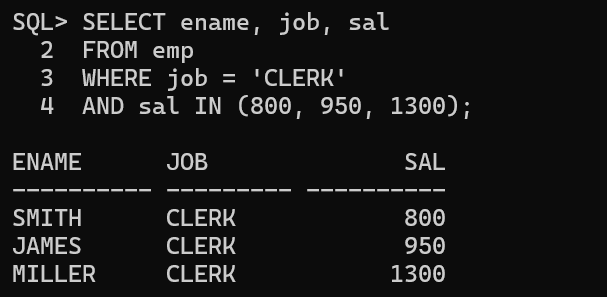 SQL> SELECT ename, job, sal
  2  FROM emp
  3  WHERE job = 'CLERK'
  4  AND sal IN (800, 950, 1300);

ENAME      JOB              SAL
---------- --------- ----------
SMITH      CLERK            800
JAMES      CLERK            950
MILLER     CLERK           1300